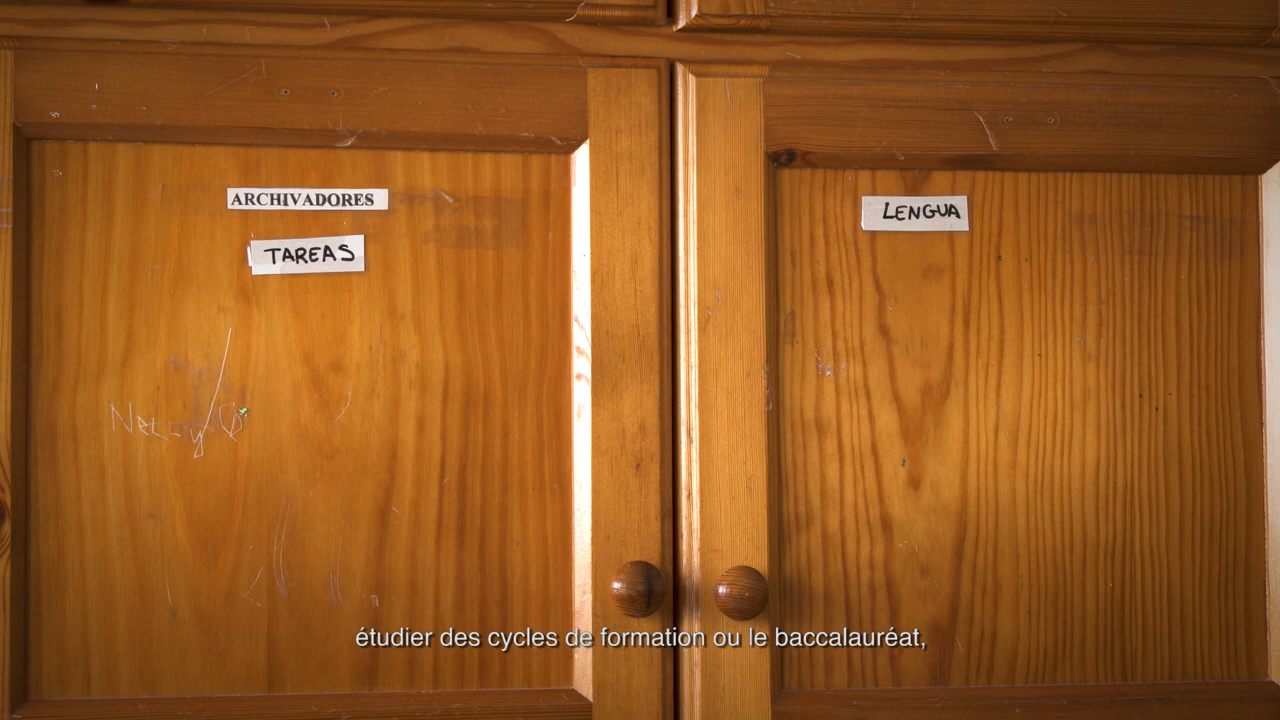 ARCHIVADORES
TAREAS
LENGUA
étudier des cycles de formation ou le baccalauréat,